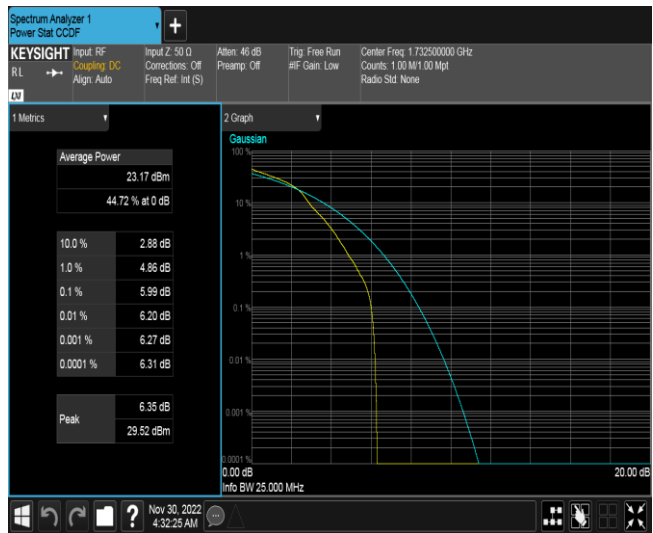 Spectrum Analyzer 1
Power Stat CCDF
+
KEYSIGHT
RL
LXI
Input: RF
Coupling: DC
Align: Auto
Input Z: 50 Ω
Corrections: Off
Freq Ref: Int (S)
Atten: 46 dB
Preamp: Off
Trig: Free Run
#IF Gain: Low
Center Freq: 1.732500000 GHz
Counts: 1.00 M/1.00 Mpt
Radio Std: None
1 Metrics
Average Power
23.17 dBm
44.72 % at 0 dB
10.0 % 2.88 dB
1.0 % 4.86 dB
0.1 % 5.99 dB
0.01 % 6.20 dB
0.001 % 6.27 dB
0.0001 % 6.31 dB
Peak
6.35 dB
29.52 dBm
2 Graph
Gaussian
100 %
10 %
1 %
0.1 %
0.01 %
0.001 %
0.0001 %
0.00 dB 20.00 dB
Info BW 25.000 MHz
?
Nov 30, 2022
4:32:25 AM